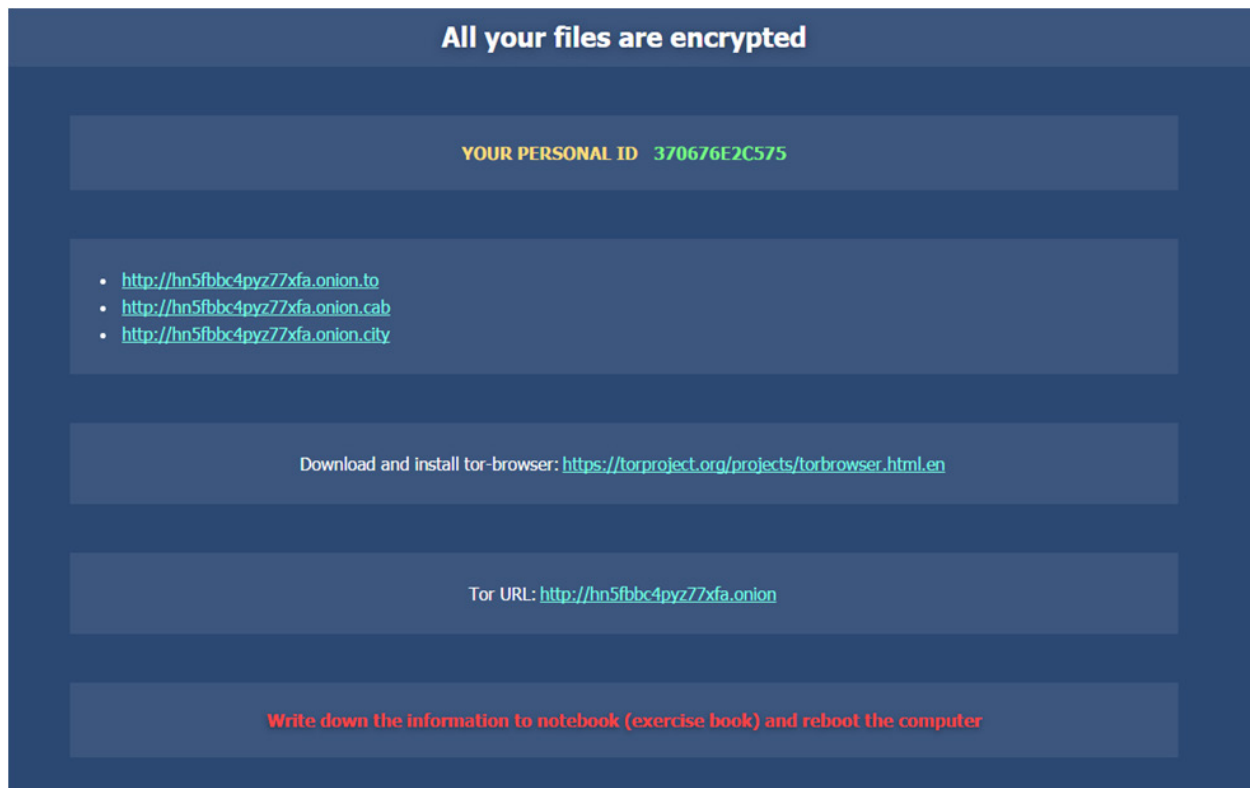 All your files are encrypted
YOUR PERSONAL ID 370676E2C575
http://hn5fbbc4pyz77xfa.onion.to
http://hn5fbbc4pyz77xfa.onion.cab
http://hn5fbbc4pyz77xfa.onion.city
Download and install tor-browser: https://torproject.org/projects/torbrowser.html.en
Tor URL: http://hn5fbbc4pyz77xfa.onion
Write down the information to notebook (exercise book) and reboot the computer